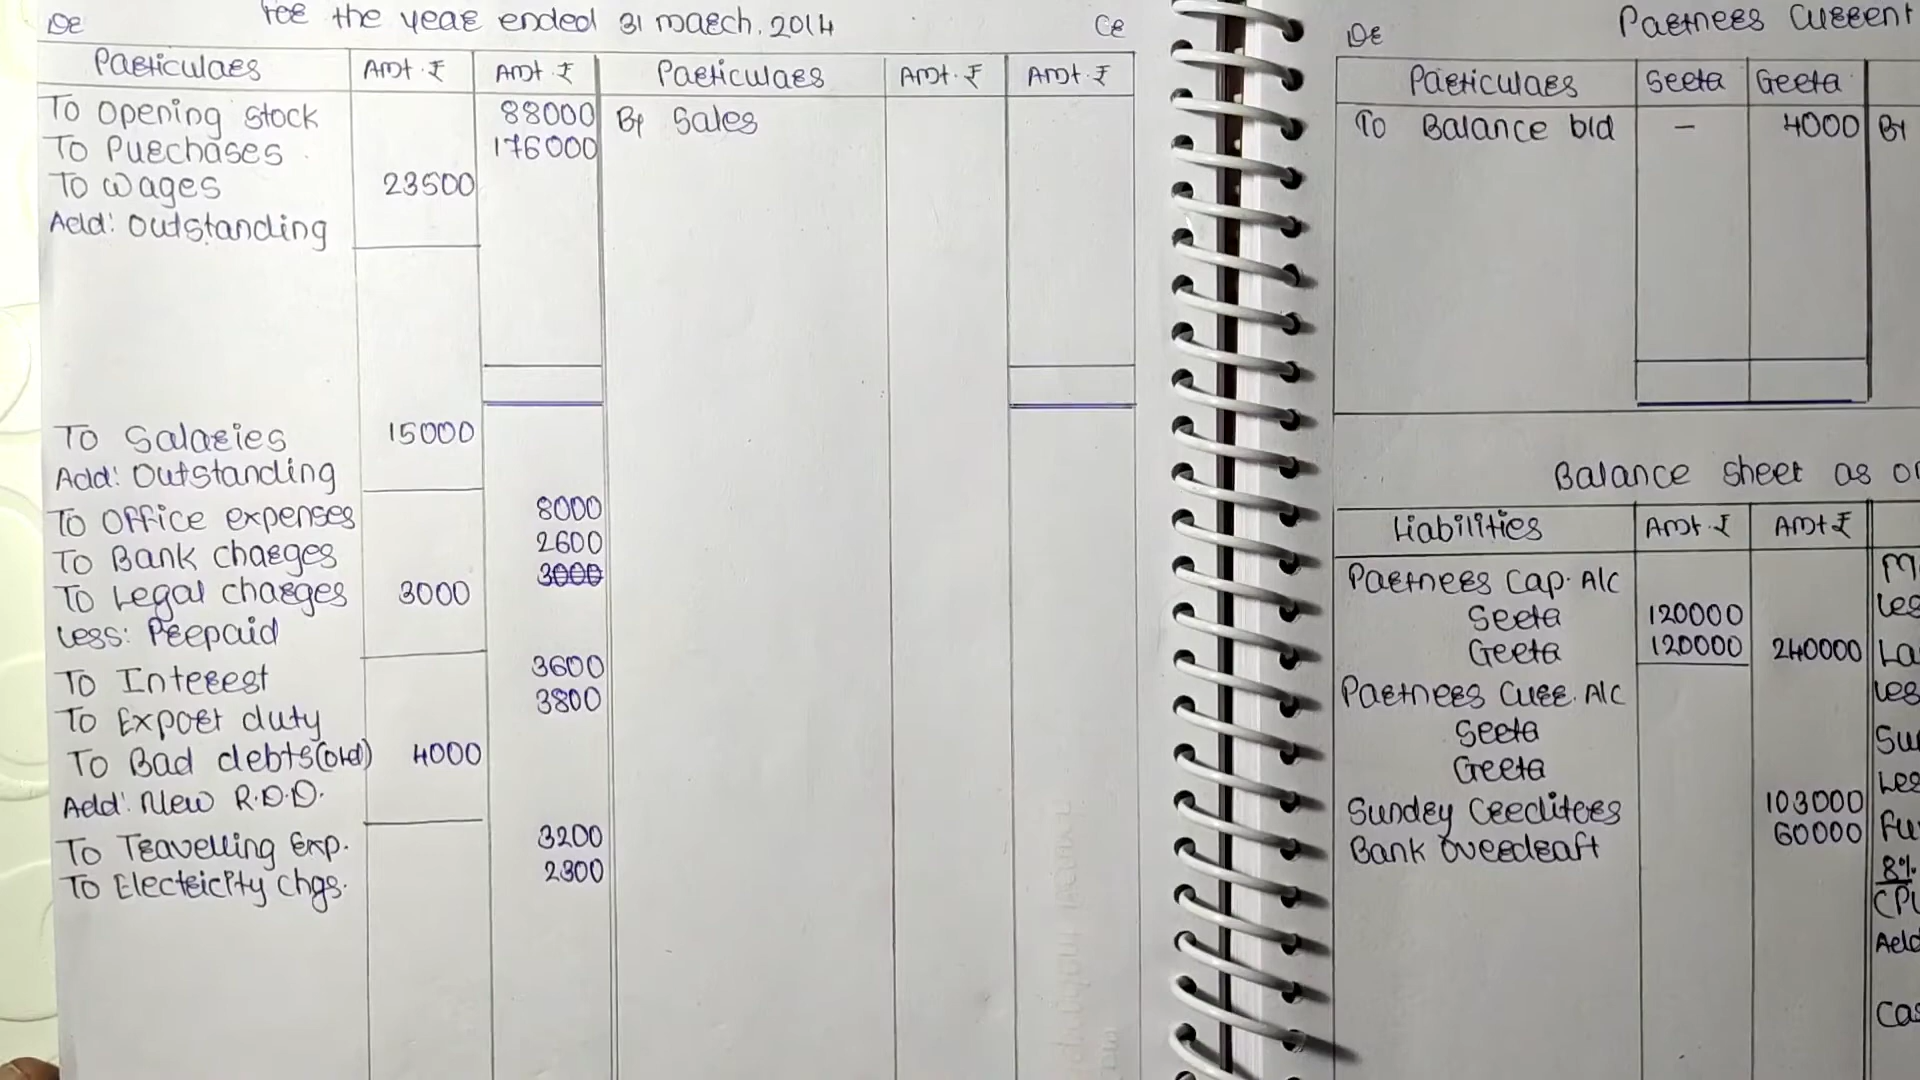 Dr For the year ended 31 march. 2014 Cr
Particulars Amt. ₹ Amt. ₹ Particulars Amt. ₹ Amt. ₹
To Opening stock 88000 By Sales
To Purchases 176000
To Wages 23500
Add: Outstanding
To Salaries 15000
Add: Outstanding
To Office expenses 8000
To Bank charges 2600
To Legal charges 3000 3000
Less: Prepaid
To Interest 3600
To Export duty 3800
To Bad debts(old) 4000
Add: New R.D.D.
To Travelling Exp. 3200
To Electricity Chgs. 2300
Dr Partners Current
Particulars Seeta Geeta
To Balance b/d – 4000 By
Balance sheet as on
Liabilities Amt. ₹ Amt ₹
Partners Cap. A/c
Seeta 120000
Geeta 120000 240000
Partners Curr. A/c
Seeta
Geeta
Sundry Creditors 103000
Bank Overdraft 60000
8%
Add